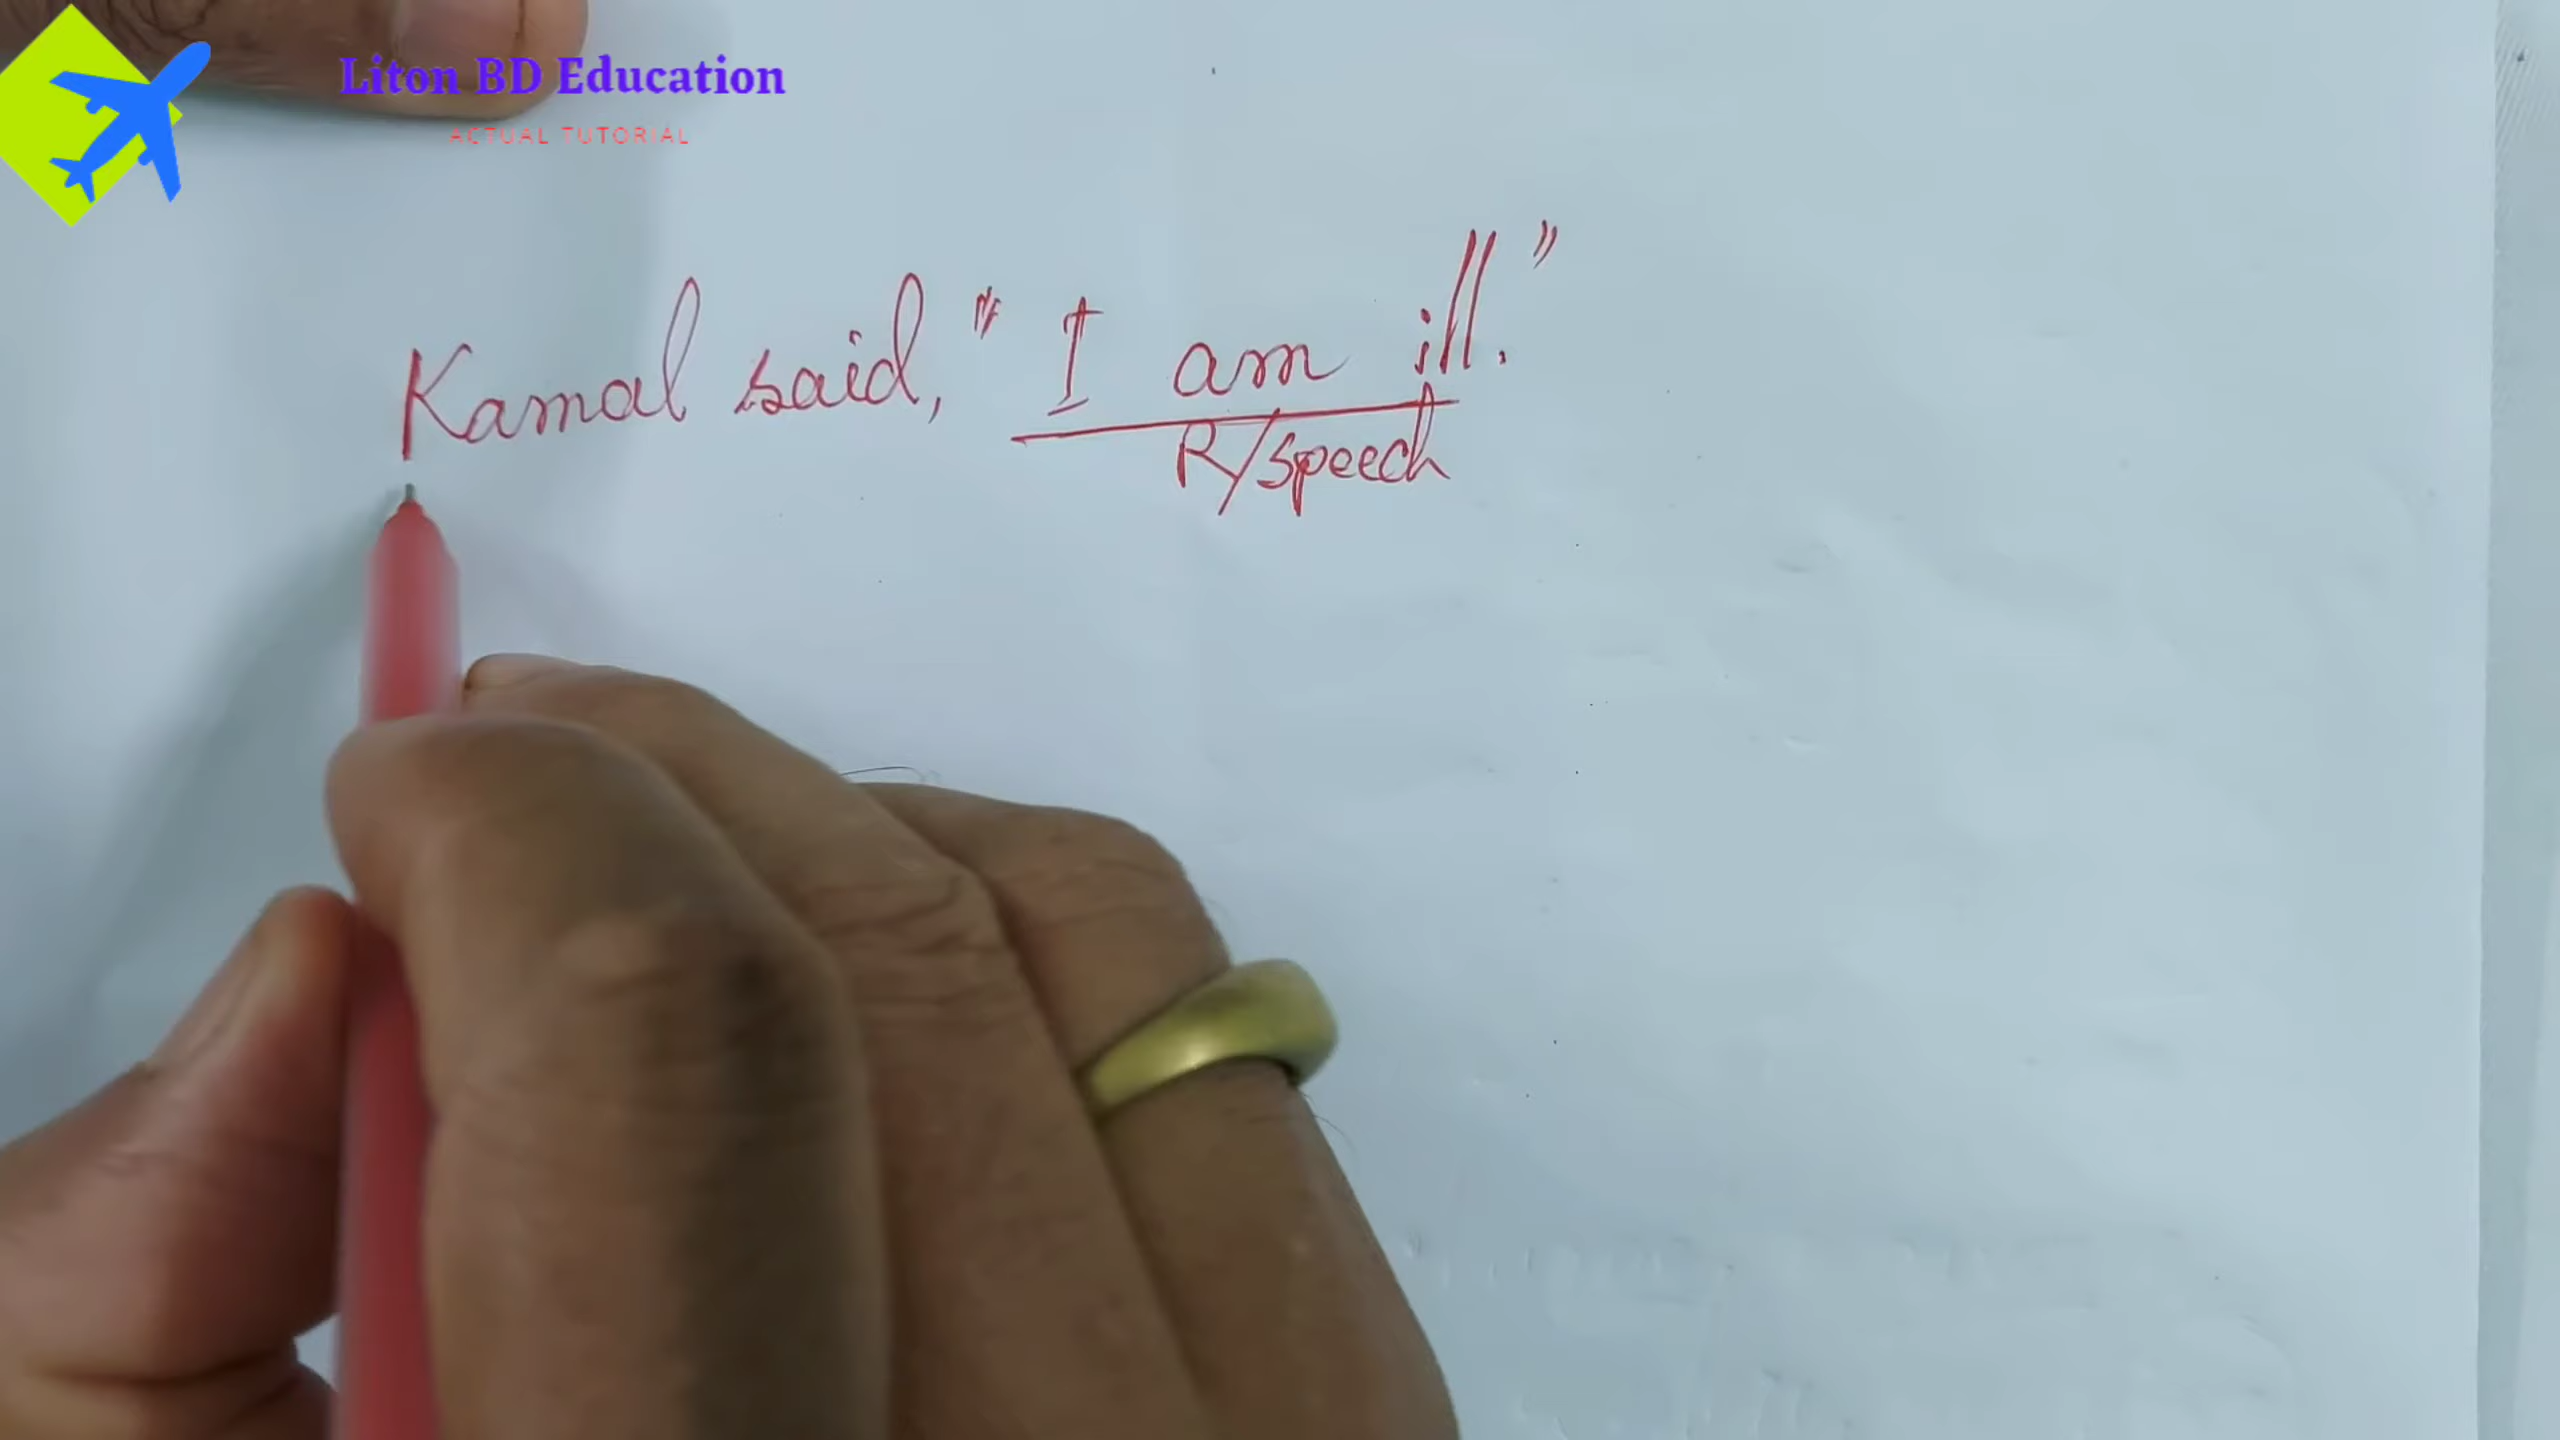 Liton BD Education
ACTUAL TUTORIAL
Kamal said, " I am ill. "
R/speech